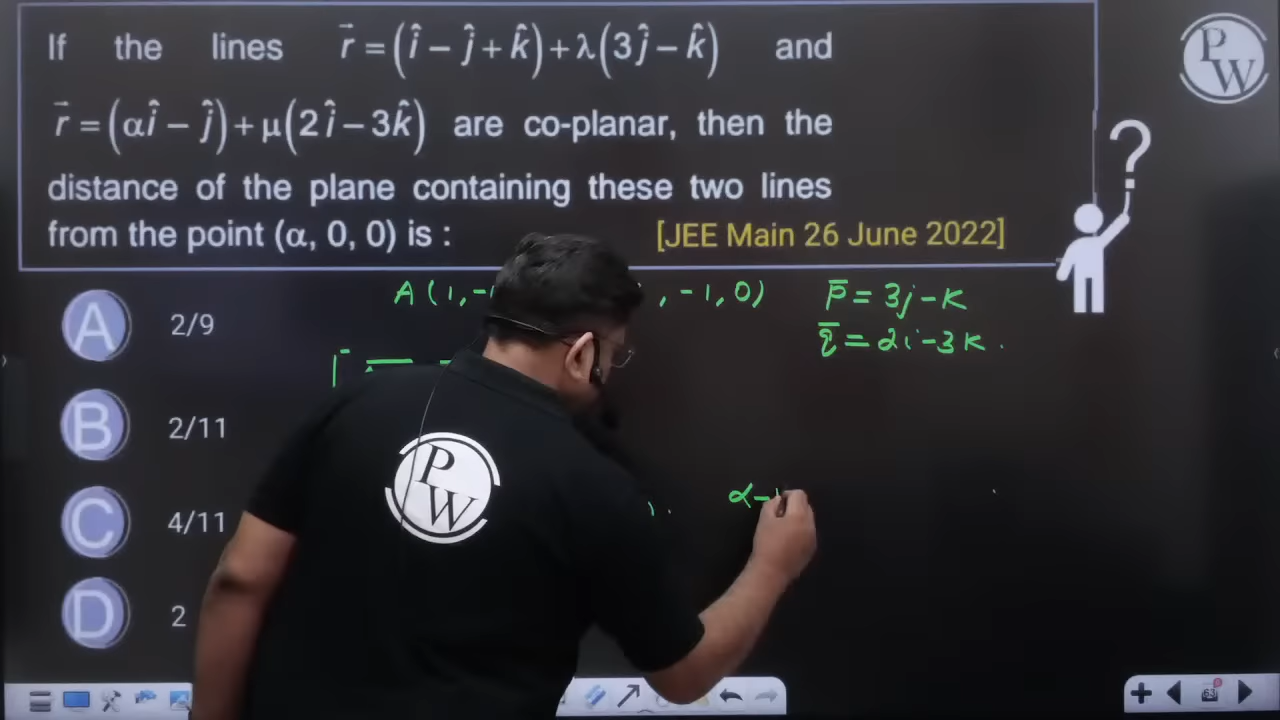 If the lines r⃗ = (î − ĵ + k̂) + λ(3ĵ − k̂) and
r⃗ = (αî − ĵ) + μ(2î − 3k̂) are co-planar, then the
distance of the plane containing these two lines
from the point (α, 0, 0) is :
[JEE Main 26 June 2022]
?
PW
A(1,-1
, -1, 0)
p̄ = 3j - k
q̄ = 2i - 3k.
A 2/9
B 2/11
C 4/11
D 2
α-1
PW
63